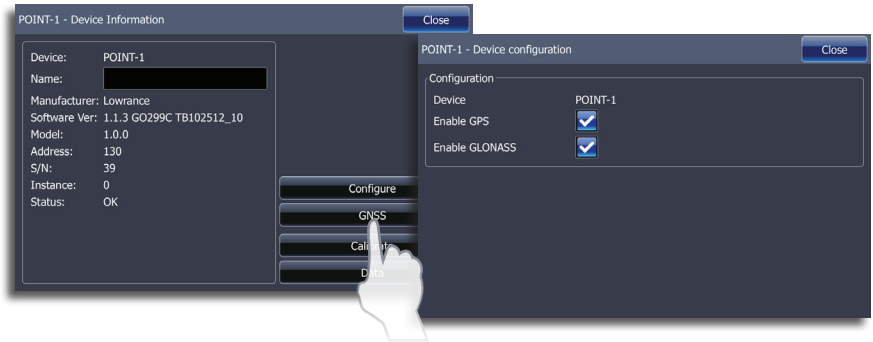 POINT-1 - Device Information
Close
Device: POINT-1
Name:
Manufacturer: Lowrance
Software Ver: 1.1.3 GO299C TB102512_10
Model: 1.0.0
Address: 130
S/N: 39
Instance: 0
Status: OK
Configure
GNSS
Calibrate
Data
POINT-1 - Device configuration
Close
Configuration
Device POINT-1
Enable GPS
Enable GLONASS